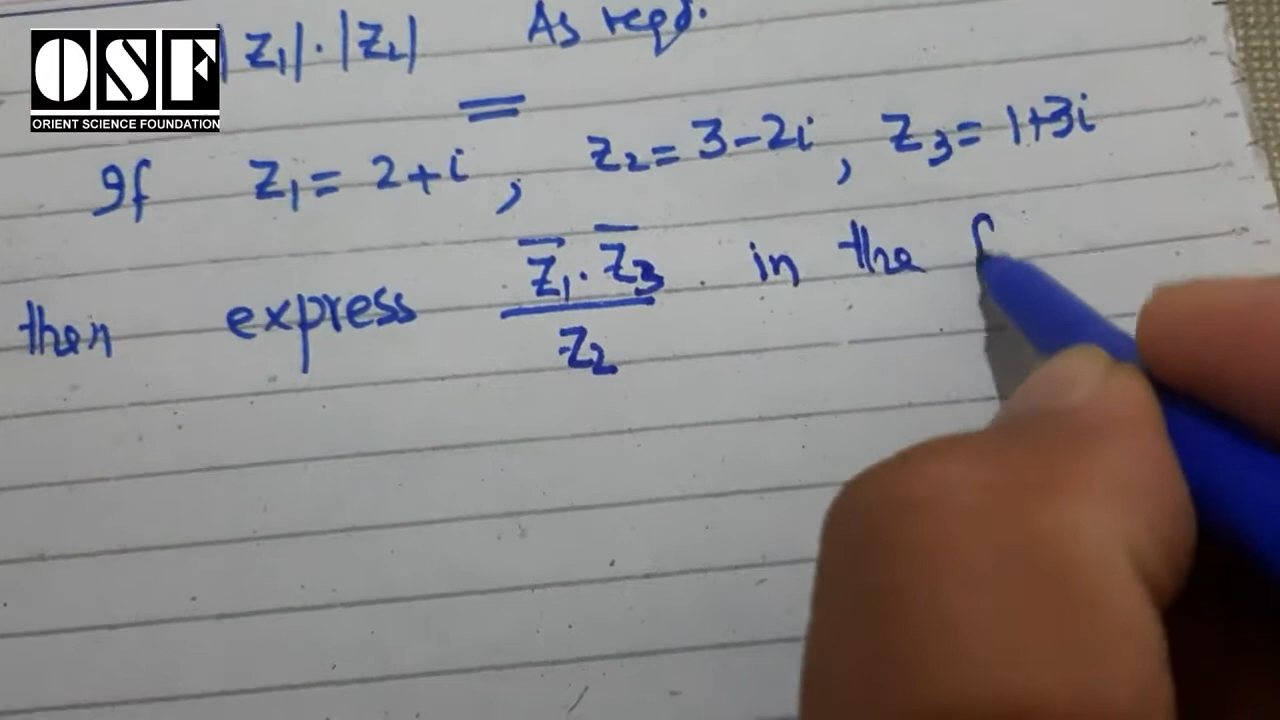 OSF
ORIENT SCIENCE FOUNDATION
|z₁|·|z₂| As reqd.
If z₁ = 2+i , z₂ = 3-2i , z₃ = 1+3i
then express z̅₁·z̅₃ / z₂ in the f